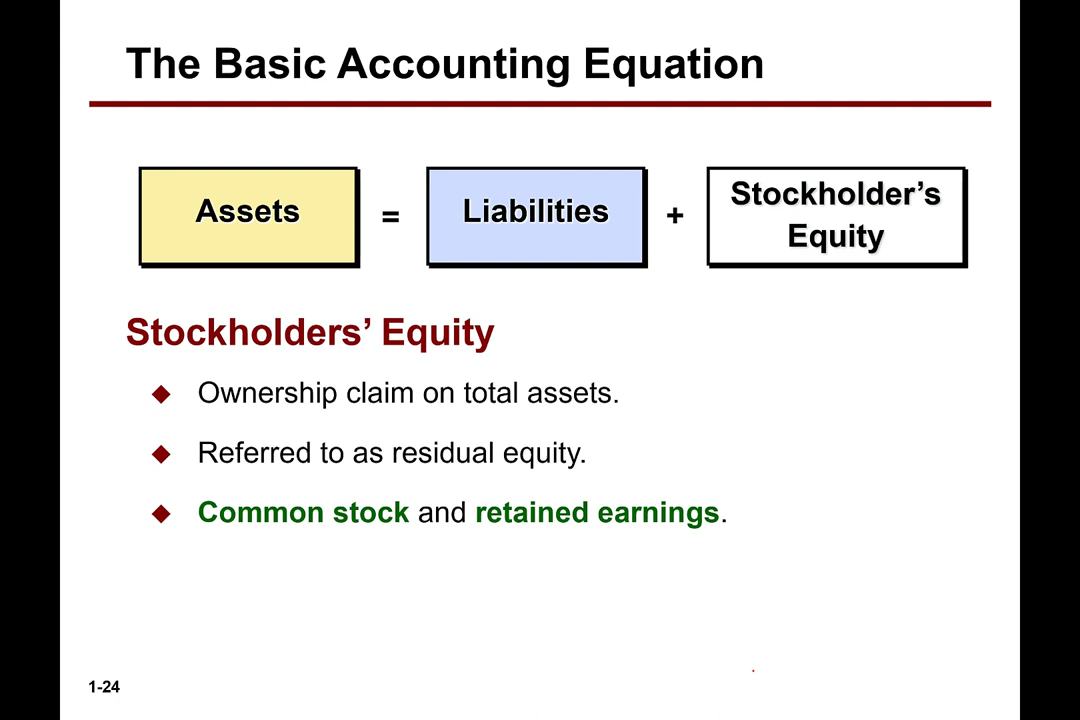 The Basic Accounting Equation
Assets = Liabilities + Stockholder’s
Equity
Stockholders’ Equity
Ownership claim on total assets.
Referred to as residual equity.
Common stock and retained earnings.
1-24